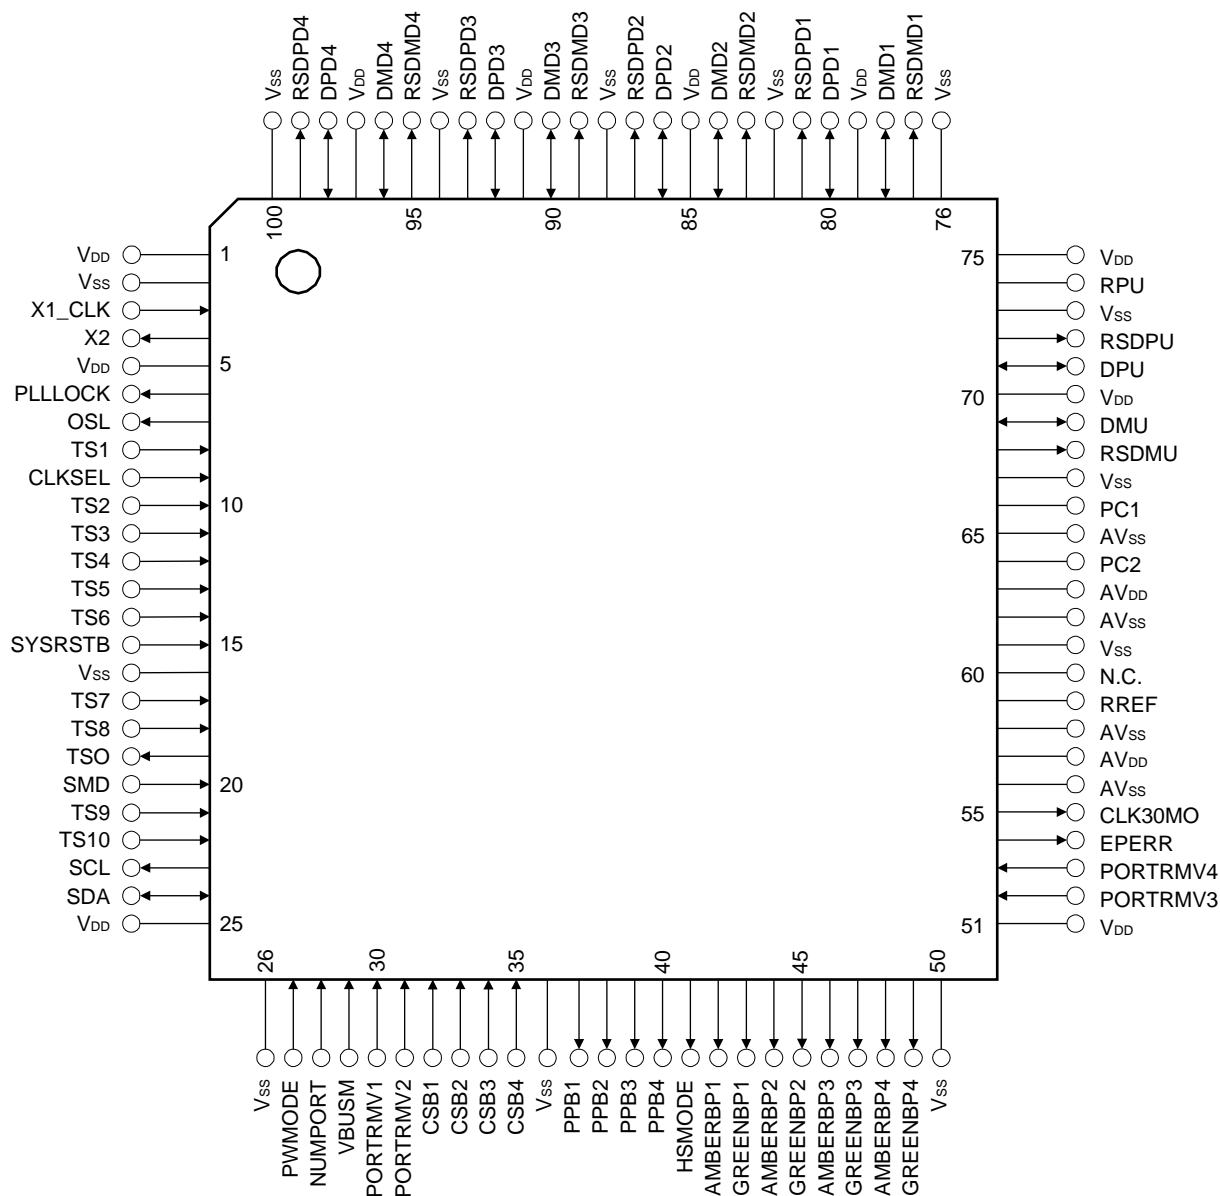 VSS
RSDPD4
DPD4
VDD
DMD4
RSDMD4
VSS
RSDPD3
DPD3
VDD
DMD3
RSDMD3
VSS
RSDPD2
DPD2
VDD
DMD2
RSDMD2
VSS
RSDPD1
DPD1
VDD
DMD1
RSDMD1
VSS
100
95
90
85
80
76
VDD
VSS
X1_CLK
X2
VDD
PLLLOCK
OSL
TS1
CLKSEL
TS2
TS3
TS4
TS5
TS6
SYSRSTB
VSS
TS7
TS8
TSO
SMD
TS9
TS10
SCL
SDA
VDD
1
5
10
15
20
25
75
70
65
60
55
51
VDD
RPU
VSS
RSDPU
DPU
VDD
DMU
RSDMU
VSS
PC1
AVSS
PC2
AVDD
AVSS
VSS
N.C.
RREF
AVSS
AVDD
AVSS
CLK30MO
EPERR
PORTRMV4
PORTRMV3
VDD
26
30
35
40
45
50
VSS
PWMODE
NUMPORT
VBUSM
PORTRMV1
PORTRMV2
CSB1
CSB2
CSB3
CSB4
VSS
PPB1
PPB2
PPB3
PPB4
HSMODE
AMBERBP1
GREENBP1
AMBERBP2
GREENBP2
AMBERBP3
GREENBP3
AMBERBP4
GREENBP4
VSS